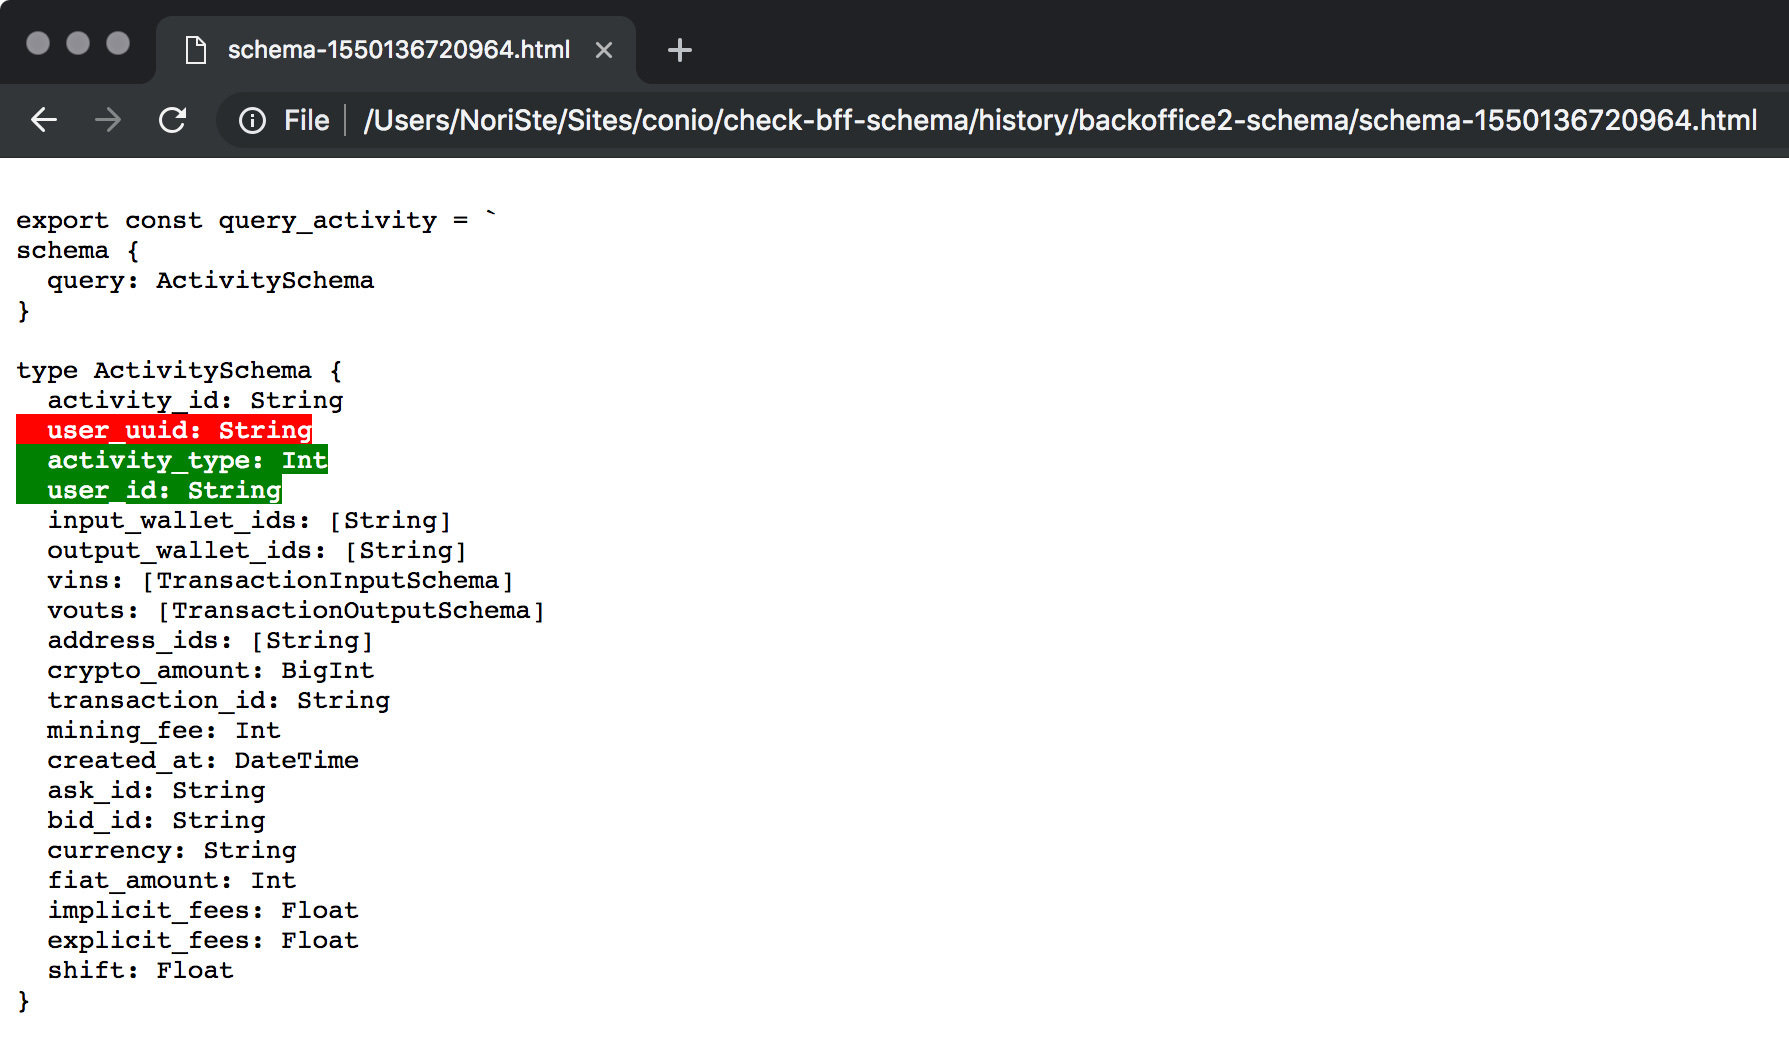 schema-1550136720964.html
File /Users/NoriSte/Sites/conio/check-bff-schema/history/backoffice2-schema/schema-1550136720964.html
export const query_activity = `
schema {
  query: ActivitySchema
}
type ActivitySchema {
  activity_id: String
  user_uuid: String
  activity_type: Int
  user_id: String
  input_wallet_ids: [String]
  output_wallet_ids: [String]
  vins: [TransactionInputSchema]
  vouts: [TransactionOutputSchema]
  address_ids: [String]
  crypto_amount: BigInt
  transaction_id: String
  mining_fee: Int
  created_at: DateTime
  ask_id: String
  bid_id: String
  currency: String
  fiat_amount: Int
  implicit_fees: Float
  explicit_fees: Float
  shift: Float
}